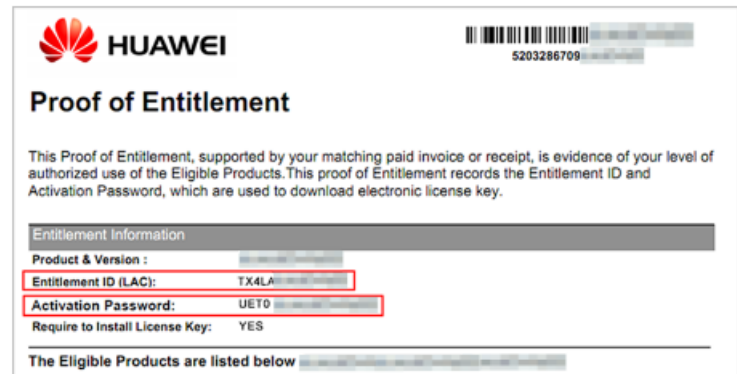 HUAWEI
5203286709
Proof of Entitlement
This Proof of Entitlement, supported by your matching paid invoice or receipt, is evidence of your level of
authorized use of the Eligible Products.This proof of Entitlement records the Entitlement ID and
Activation Password, which are used to download electronic license key.
Entitlement Information
Product & Version :
Entitlement ID (LAC): TX4LA
Activation Password: UET0
Require to Install License Key: YES
The Eligible Products are listed below